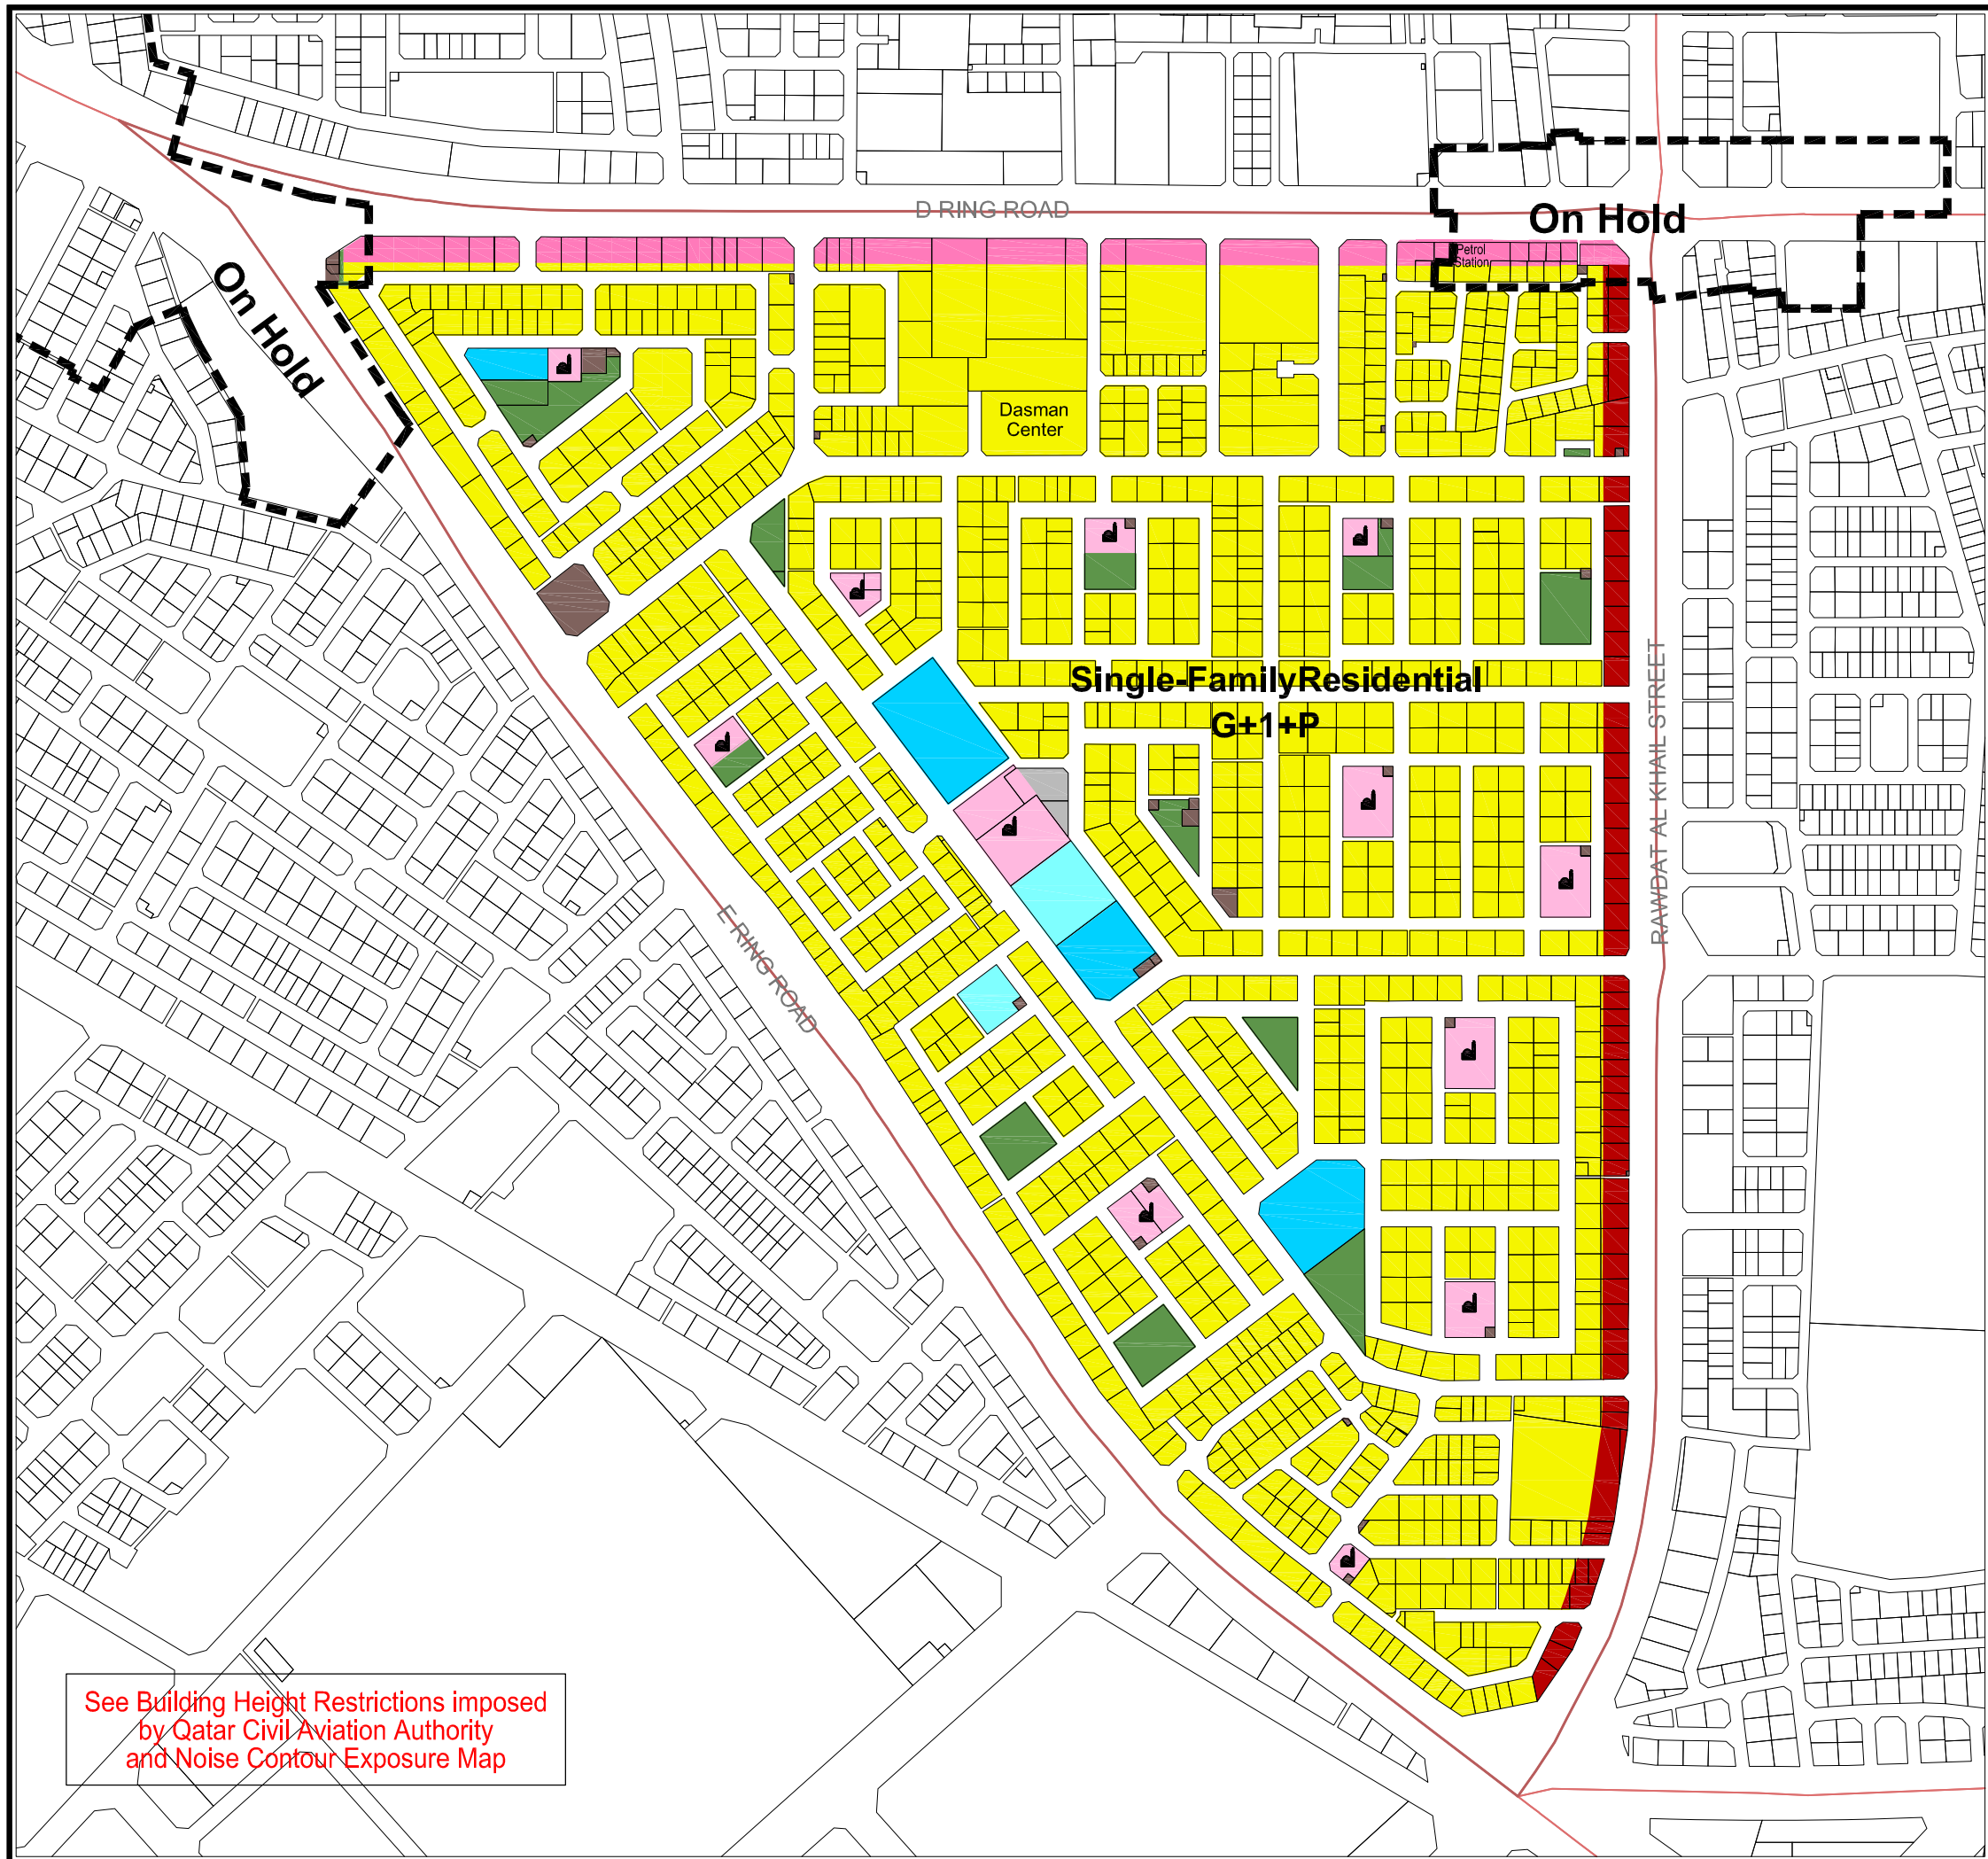 D RING ROAD
On Hold
Petrol
Station
On Hold
Dasman
Center
Single-FamilyResidential
G+1+P
RAWDAT AL KHAIL STREET
E RING ROAD
See Building Height Restrictions imposed
by Qatar Civil Aviation Authority
and Noise Contour Exposure Map